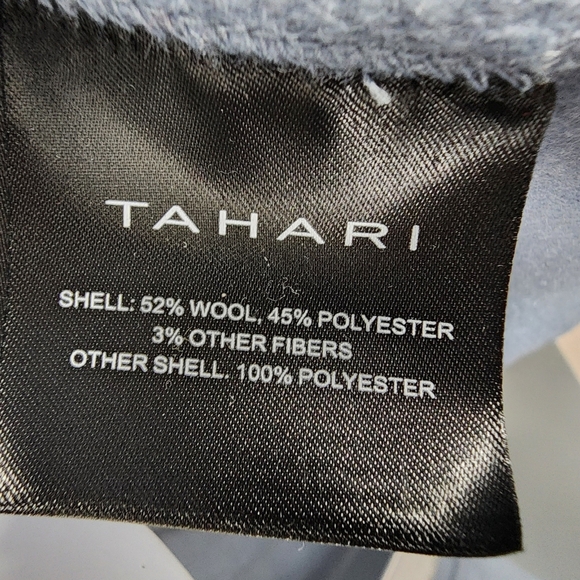 TAHARI
SHELL: 52% WOOL. 45% POLYESTER
3% OTHER FIBERS
OTHER SHELL. 100% POLYESTER